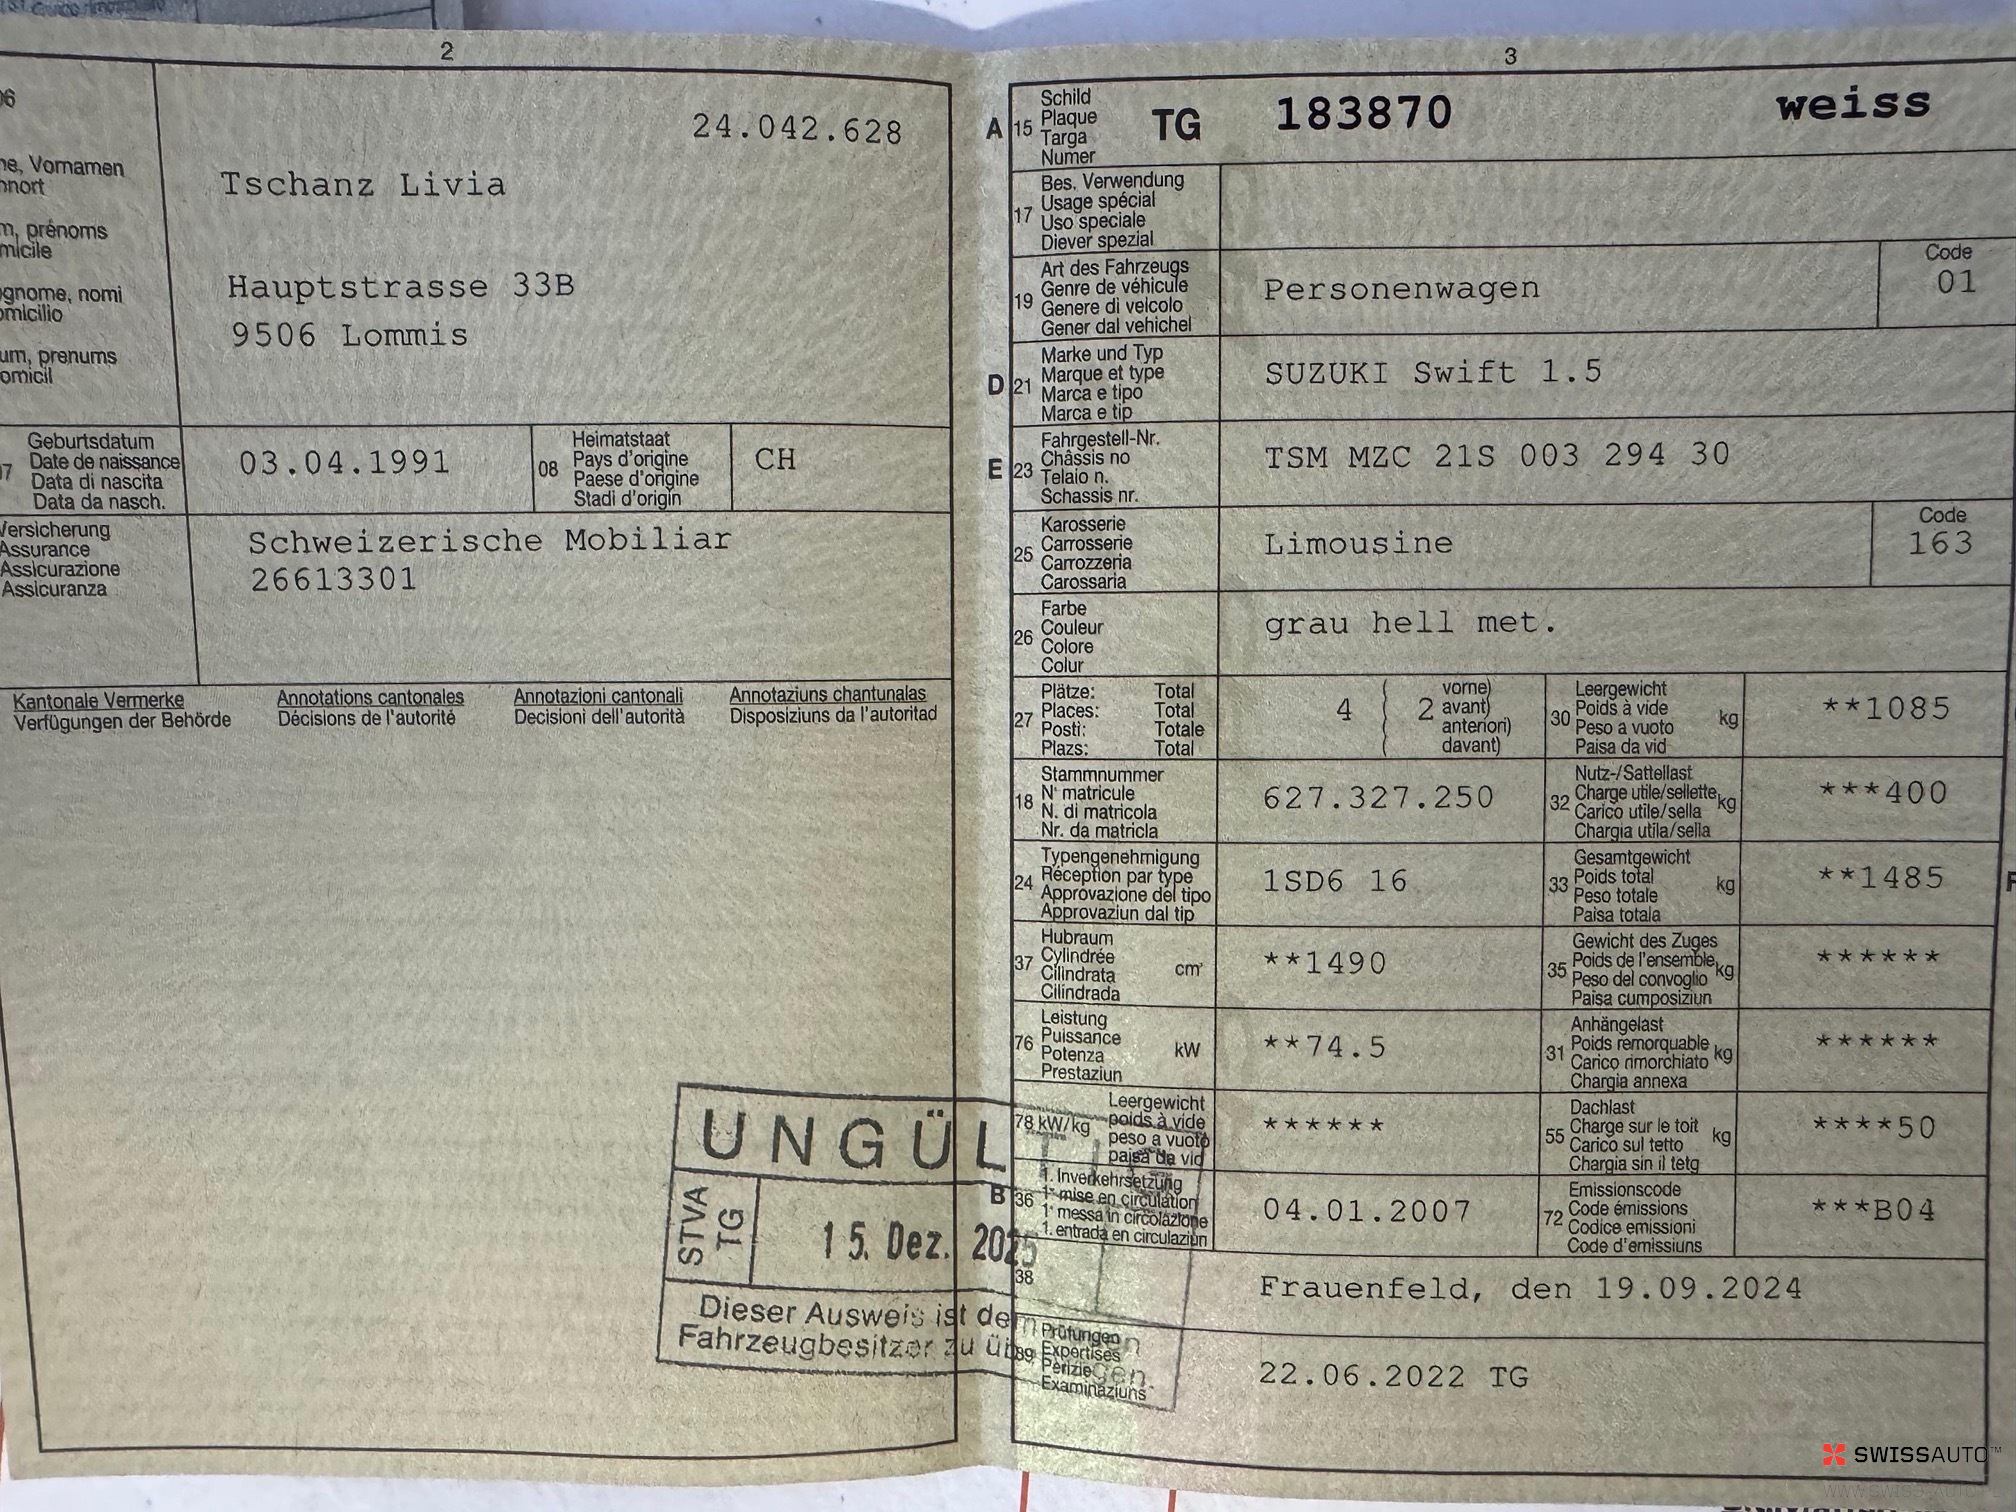 2
06
24.042.628
Vornamen
Tschanz Livia
prénoms
Hauptstrasse 33B
nomi
9506 Lommis
prenums
07
Geburtsdatum
Date de naissance
Data di nascita
Data da nasch.
03.04.1991
08
Heimatstaat
Pays d'origine
Paese d'origine
Stadi d'origin
CH
Versicherung
Assurance
Assicurazione
Assicuranza
Schweizerische Mobiliar
26613301
Kantonale Vermerke
Verfügungen der Behörde
Annotations cantonales
Décisions de l'autorité
Annotazioni cantonali
Decisioni dell'autorità
Annotaziuns chantunalas
Disposiziuns da l'autoritad
UNGÜL
STVA
TG
15. Dez. 2025
Dieser Ausweis ist dem
Fahrzeugbesitzer zu
3
A
15
Schild
Plaque
Targa
Numer
TG 183870 weiss
17
Bes. Verwendung
Usage spécial
Uso speciale
Diever spezial
19
Art des Fahrzeugs
Genre de véhicule
Genere di veicolo
Gener dal vehichel
Personenwagen
Code
01
D
21
Marke und Typ
Marque et type
Marca e tipo
Marca e tip
SUZUKI Swift 1.5
E
23
Fahrgestell-Nr.
Châssis no
Telaio n.
Schassis nr.
TSM MZC 21S 003 294 30
25
Karosserie
Carrosserie
Carrozzeria
Carossaria
Limousine
Code
163
26
Farbe
Couleur
Colore
Colur
grau hell met.
27
Plätze: Total
Places: Total
Posti: Totale
Plazs: Total
4 2
vorne)
avant)
anteriori)
davant)
30
Leergewicht
Poids à vide
Peso a vuoto
Paisa da vid
kg
**1085
18
Stammnummer
N° matricule
N. di matricola
Nr. da matricla
627.327.250
32
Nutz-/Sattellast
Charge utile/sellette
Carico utile/sella
Chargia utila/sella
kg
***400
24
Typengenehmigung
Réception par type
Approvazione del tipo
Approvaziun dal tip
1SD6 16
33
Gesamtgewicht
Poids total
Peso totale
Paisa totala
kg
**1485
F
37
Hubraum
Cylindrée
Cilindrata
Cilindrada
cm³
**1490
35
Gewicht des Zuges
Poids de l'ensemble
Peso del convoglio
Paisa cumposiziun
kg
******
76
Leistung
Puissance
Potenza
Prestaziun
kW
**74.5
31
Anhängelast
Poids remorquable
Carico rimorchiato
Chargia annexa
kg
******
78 kW/kg
Leergewicht
poids à vide
peso a vuoto
paisa da vid
******
55
Dachlast
Charge sur le toit
Carico sul tetto
Chargia sin il tetg
kg
****50
B
36
1. Inverkehrsetzung
1re mise en circulation
1a messa in circolazione
1. entrada en circulaziun
04.01.2007
72
Emissionscode
Code émissions
Codice emissioni
Code d'emissiuns
***B04
38
Frauenfeld, den 19.09.2024
39
Prüfungen
Expertises
Perizie
Examinaziuns
22.06.2022 TG
SWISSAUTO™